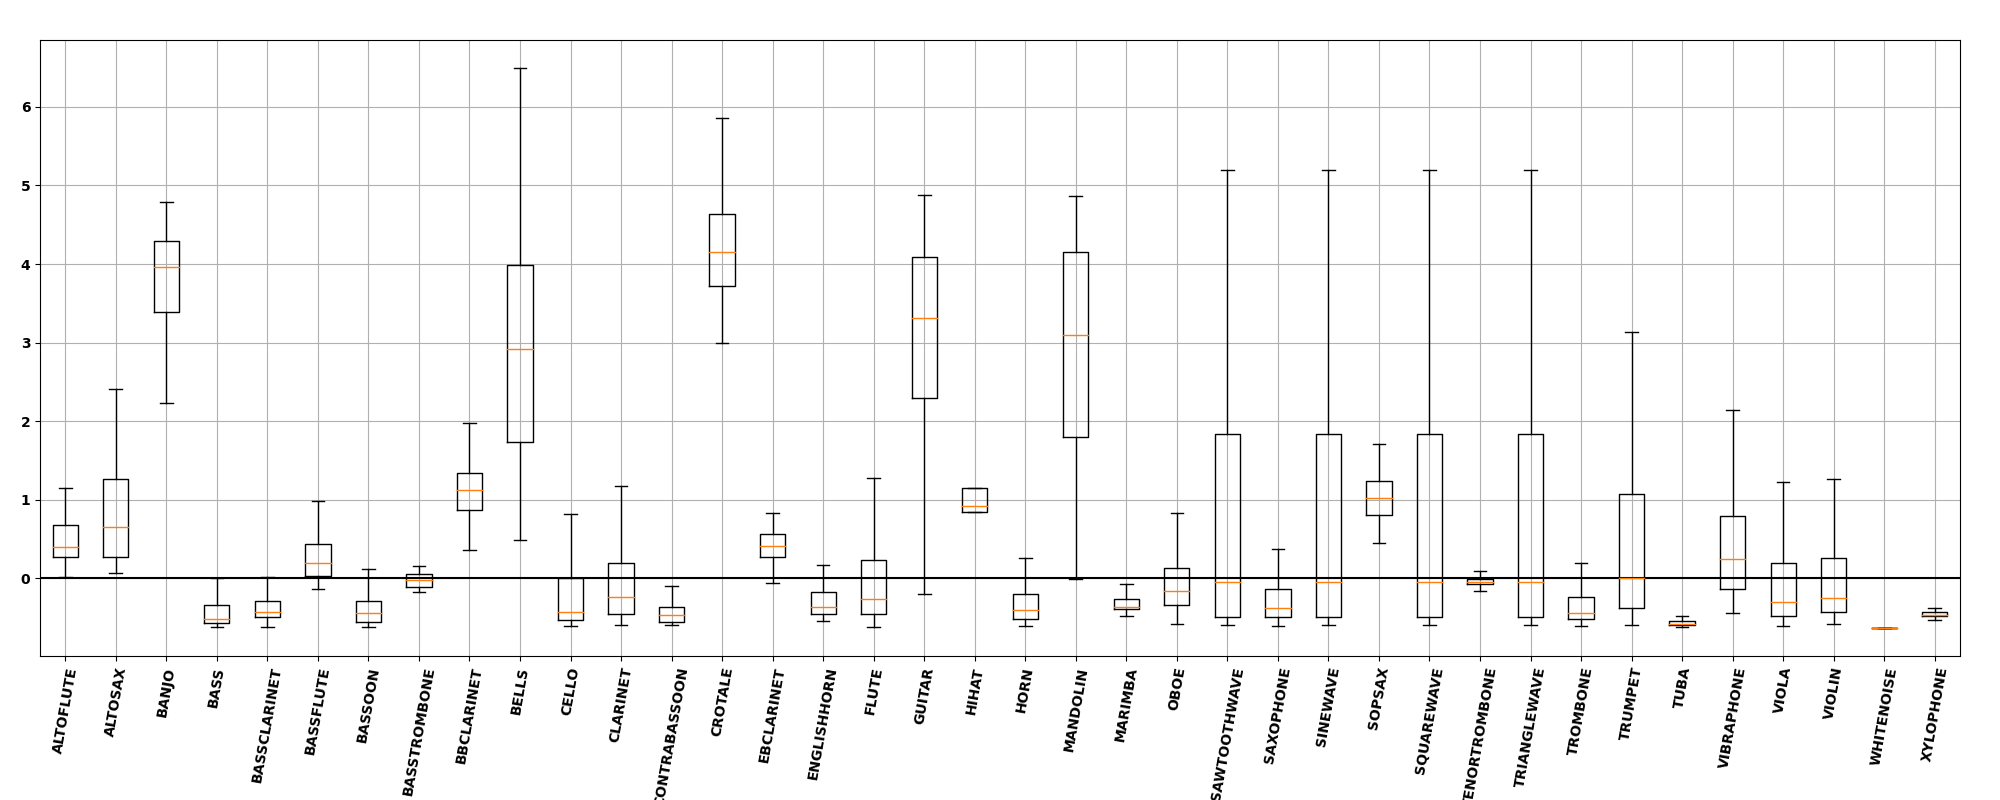 6
5
4
3
2
1
0
ALTOFLUTE
ALTOSAX
BANJO
BASS
BASSCLARINET
BASSFLUTE
BASSOON
BASSTROMBONE
BBCLARINET
BELLS
CELLO
CLARINET
CONTRABASSOON
CROTALE
EBCLARINET
ENGLISHHORN
FLUTE
GUITAR
HIHAT
HORN
MANDOLIN
MARIMBA
OBOE
SAWTOOTHWAVE
SAXOPHONE
SINEWAVE
SOPSAX
SQUAREWAVE
TENORTROMBONE
TRIANGLEWAVE
TROMBONE
TRUMPET
TUBA
VIBRAPHONE
VIOLA
VIOLIN
WHITENOISE
XYLOPHONE